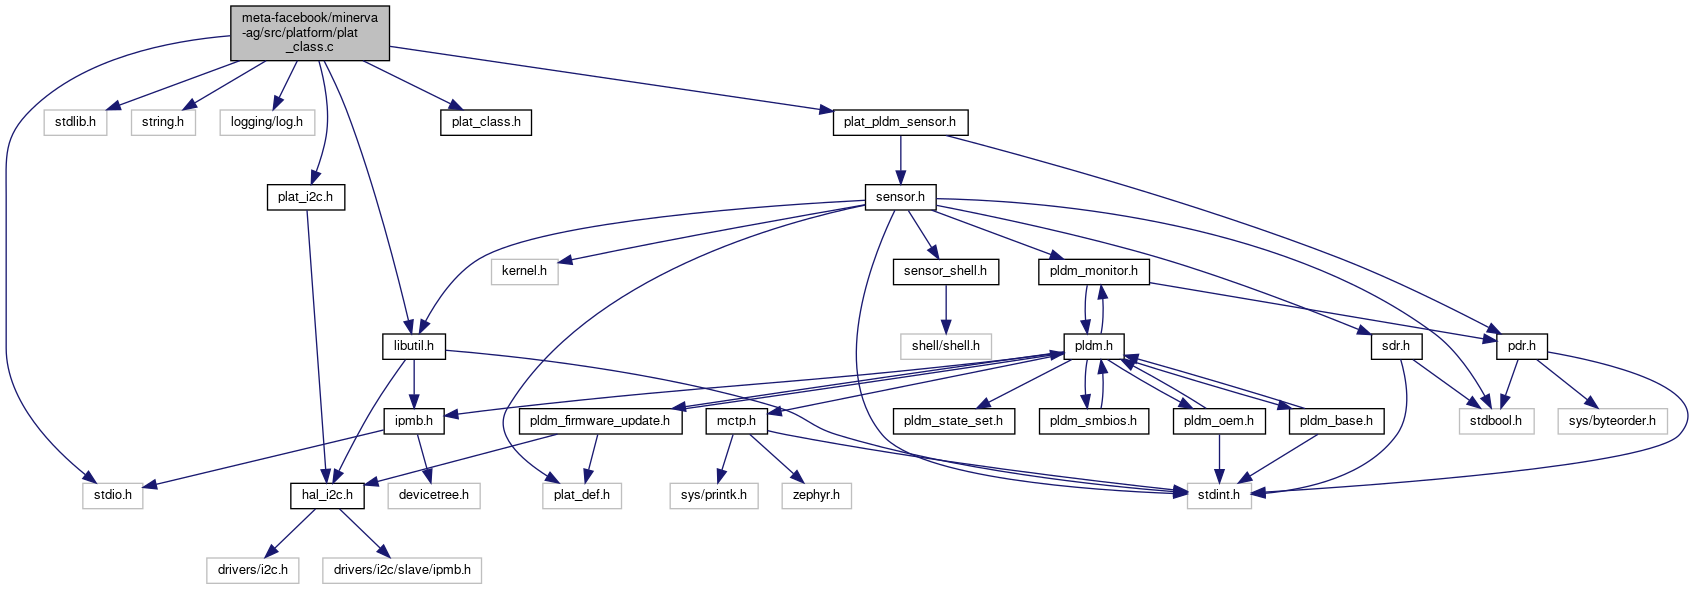 meta-facebook/minerva
-ag/src/platform/plat
_class.c
stdlib.h
string.h
logging/log.h
plat_class.h
plat_pldm_sensor.h
plat_i2c.h
sensor.h
kernel.h
sensor_shell.h
pldm_monitor.h
libutil.h
shell/shell.h
pldm.h
sdr.h
pdr.h
ipmb.h
pldm_firmware_update.h
mctp.h
pldm_state_set.h
pldm_smbios.h
pldm_oem.h
pldm_base.h
stdbool.h
sys/byteorder.h
stdio.h
hal_i2c.h
devicetree.h
plat_def.h
sys/printk.h
zephyr.h
stdint.h
drivers/i2c.h
drivers/i2c/slave/ipmb.h